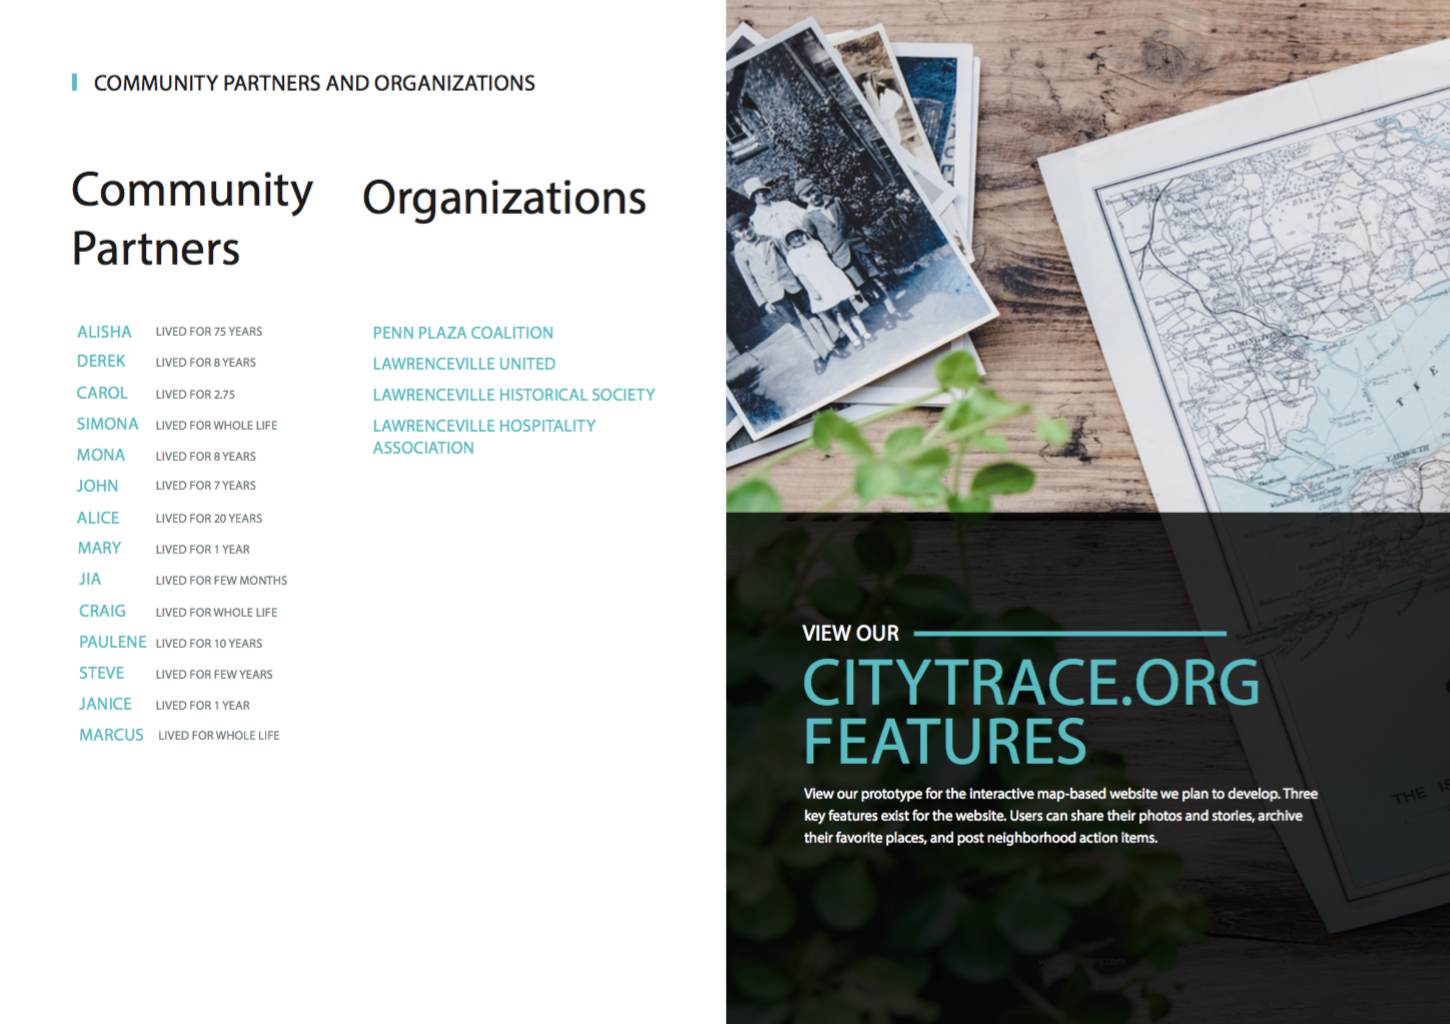 COMMUNITY PARTNERS AND ORGANIZATIONS
Community
Partners
ALISHA LIVED FOR 75 YEARS
DEREK LIVED FOR 8 YEARS
CAROL LIVED FOR 2.75
SIMONA LIVED FOR WHOLE LIFE
MONA LIVED FOR 8 YEARS
JOHN LIVED FOR 7 YEARS
ALICE LIVED FOR 20 YEARS
MARY LIVED FOR 1 YEAR
JIA LIVED FOR FEW MONTHS
CRAIG LIVED FOR WHOLE LIFE
PAULENE LIVED FOR 10 YEARS
STEVE LIVED FOR FEW YEARS
JANICE LIVED FOR 1 YEAR
MARCUS LIVED FOR WHOLE LIFE
Organizations
PENN PLAZA COALITION
LAWRENCEVILLE UNITED
LAWRENCEVILLE HISTORICAL SOCIETY
LAWRENCEVILLE HOSPITALITY
ASSOCIATION
THE
YARMOUTH
VIEW OUR
CITYTRACE.ORG
FEATURES
View our prototype for the interactive map-based website we plan to develop. Three
key features exist for the website. Users can share their photos and stories, archive
their favorite places, and post neighborhood action items.
THE